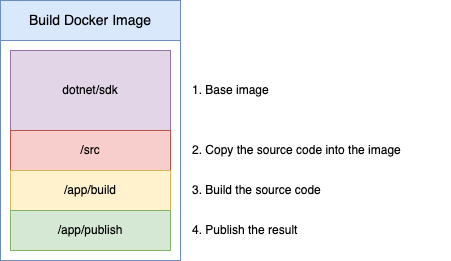 Build Docker Image
dotnet/sdk
1. Base image
/src
2. Copy the source code into the image
/app/build
3. Build the source code
/app/publish
4. Publish the result